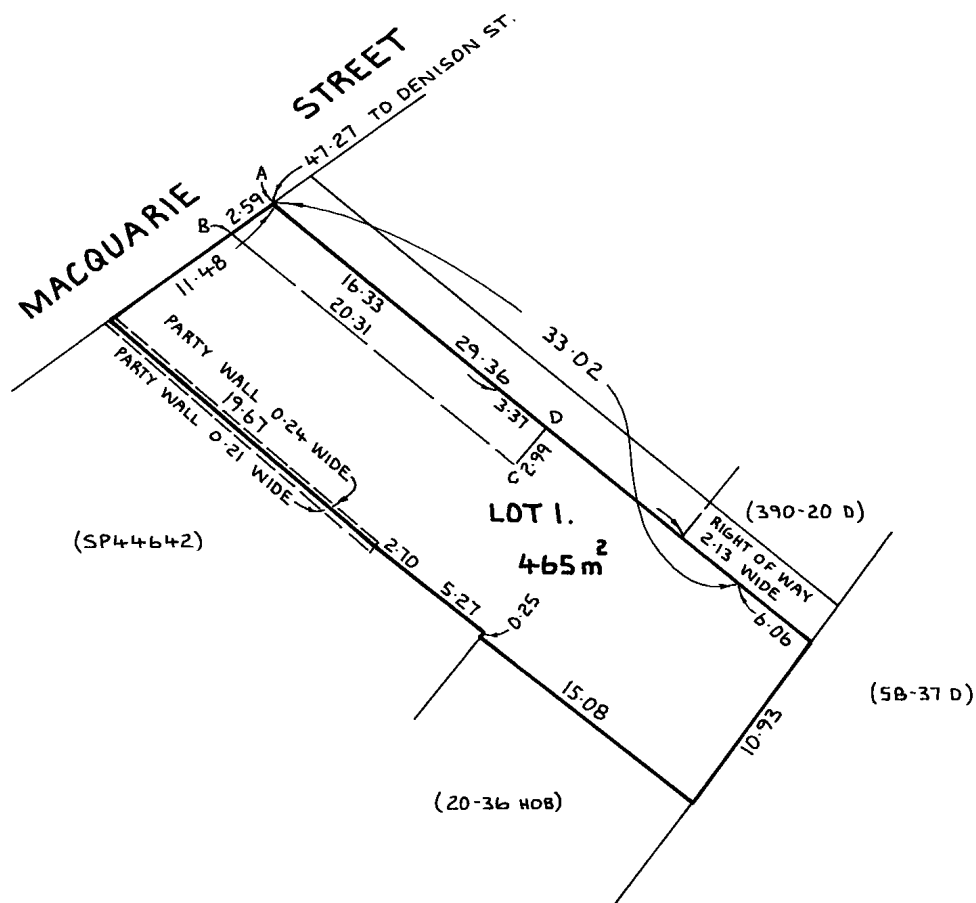 MACQUARIE STREET
47·27 TO DENISON ST.
A
2·59
B
11·48
16·33
20·31
29·36
33·02
3·37
D
C
2·99
PARTY WALL 0·24 WIDE
19·67
PARTY WALL 0·21 WIDE
LOT 1.
465m²
(SP44642)
(390-20 D)
RIGHT OF WAY
2·13 WIDE
2·70
5·27
0·25
6·06
15·08
10·93
(58-37 D)
(20-36 HOB)